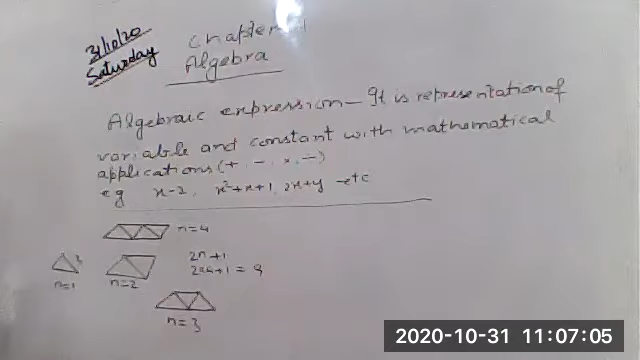 31/10/20
Saturday
Chapter-
Algebra
Algebraic expression - It is representation of
variable and constant with mathematical
applications (+, -, ×, ÷)
eg x-2, x²+x+1, 2x+y etc
n=4
n=1
n=2
2n+1
2×4+1 = 9
n=3
2020-10-31 11:07:05